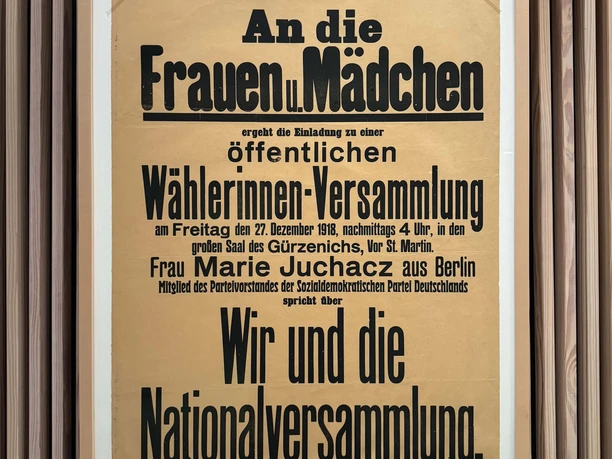 An die
Frauen u. Mädchen
ergeht die Einladung zu einer
öffentlichen
Wählerinnen-Versammlung
am Freitag den 27. Dezember 1918, nachmittags 4 Uhr, in den
großen Saal des Gürzenichs, Vor St. Martin.
Frau Marie Juchacz aus Berlin
Mitglied des Parteivorstandes der Sozialdemokratischen Partei Deutschlands
spricht über
Wir und die
Nationalversammlung.